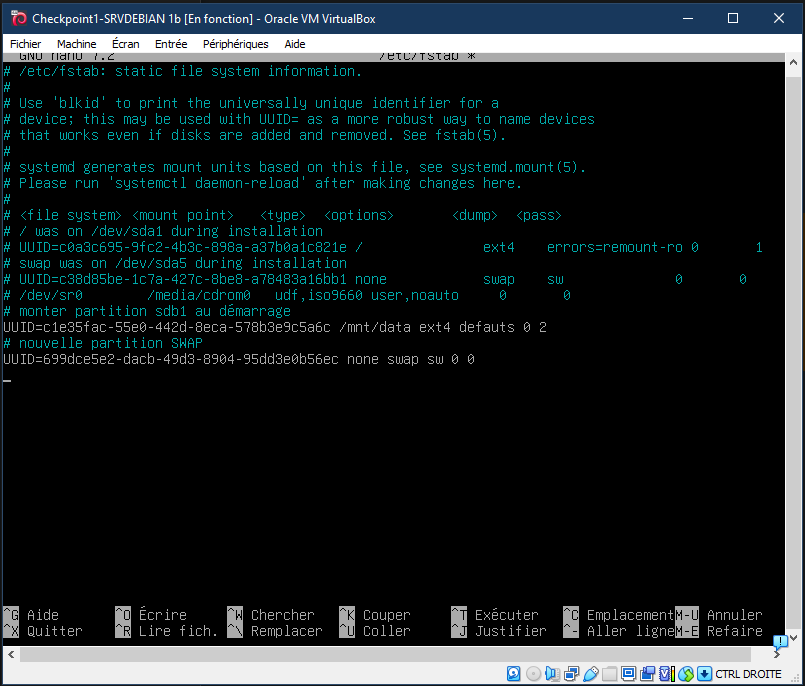 Checkpoint1-SRVDEBIAN 1b [En fonction] - Oracle VM VirtualBox
Fichier Machine Écran Entrée Périphériques Aide
GNU nano 7.2 /etc/fstab *
# /etc/fstab: static file system information.
#
# Use 'blkid' to print the universally unique identifier for a
# device; this may be used with UUID= as a more robust way to name devices
# that works even if disks are added and removed. See fstab(5).
#
# systemd generates mount units based on this file, see systemd.mount(5).
# Please run 'systemctl daemon-reload' after making changes here.
#
# <file system> <mount point> <type> <options> <dump> <pass>
# / was on /dev/sda1 during installation
# UUID=c0a3c695-9fc2-4b3c-898a-a37b0a1c821e / ext4 errors=remount-ro 0 1
# swap was on /dev/sda5 during installation
# UUID=c38d85be-1c7a-427c-8be8-a78483a16bb1 none swap sw 0 0
# /dev/sr0 /media/cdrom0 udf,iso9660 user,noauto 0 0
# monter partition sdb1 au démarrage
UUID=c1e35fac-55e0-442d-8eca-578b3e9c5a6c /mnt/data ext4 defauts 0 2
# nouvelle partition SWAP
UUID=699dce5e2-dacb-49d3-8904-95dd3e0b56ec none swap sw 0 0
^G Aide ^O Écrire ^W Chercher ^K Couper ^T Exécuter ^C Emplacement M-U Annuler
^X Quitter ^R Lire fich. ^\ Remplacer ^U Coller ^J Justifier ^- Aller ligne M-E Refaire
CTRL DROITE